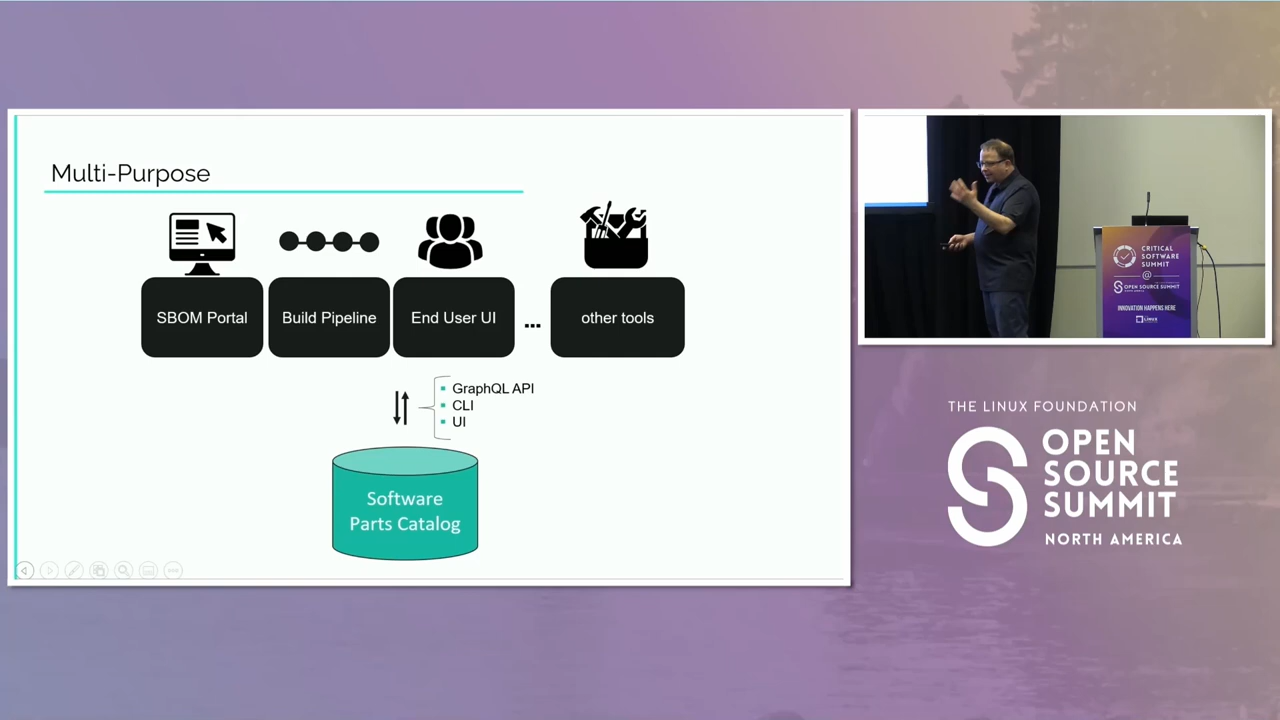 Multi-Purpose
SBOM Portal
Build Pipeline
End User UI
...
other tools
GraphQL API
CLI
UI
Software
Parts Catalog
CRITICAL
SOFTWARE
SUMMIT
@
OPEN SOURCE SUMMIT
INNOVATION HAPPENS HERE
THE LINUX FOUNDATION
OPEN
SOURCE
SUMMIT
NORTH AMERICA